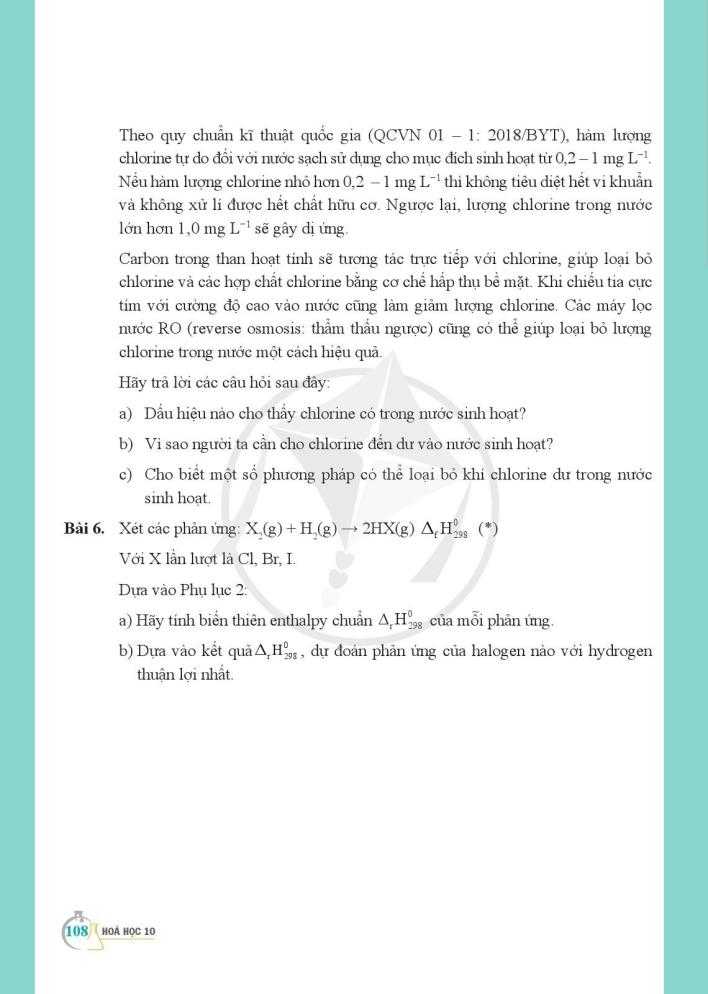 Theo quy chuẩn kĩ thuật quốc gia (QCVN 01 – 1: 2018/BYT), hàm lượng
chlorine tự do đối với nước sạch sử dụng cho mục đích sinh hoạt từ 0,2 – 1 mg L⁻¹.
Nếu hàm lượng chlorine nhỏ hơn 0,2 – 1 mg L⁻¹ thì không tiêu diệt hết vi khuẩn
và không xử lí được hết chất hữu cơ. Ngược lại, lượng chlorine trong nước
lớn hơn 1,0 mg L⁻¹ sẽ gây dị ứng.
Carbon trong than hoạt tính sẽ tương tác trực tiếp với chlorine, giúp loại bỏ
chlorine và các hợp chất chlorine bằng cơ chế hấp thụ bề mặt. Khi chiếu tia cực
tím với cường độ cao vào nước cũng làm giảm lượng chlorine. Các máy lọc
nước RO (reverse osmosis: thẩm thấu ngược) cũng có thể giúp loại bỏ lượng
chlorine trong nước một cách hiệu quả.
Hãy trả lời các câu hỏi sau đây:
a) Dấu hiệu nào cho thấy chlorine có trong nước sinh hoạt?
b) Vì sao người ta cần cho chlorine đến dư vào nước sinh hoạt?
c) Cho biết một số phương pháp có thể loại bỏ khí chlorine dư trong nước
sinh hoạt.
Bài 6. Xét các phản ứng: X₂(g) + H₂(g) → 2HX(g) ΔfH⁰₂₉₈ (*)
Với X lần lượt là Cl, Br, I.
Dựa vào Phụ lục 2:
a) Hãy tính biến thiên enthalpy chuẩn ΔrH⁰₂₉₈ của mỗi phản ứng.
b) Dựa vào kết quả ΔrH⁰₂₉₈, dự đoán phản ứng của halogen nào với hydrogen
thuận lợi nhất.
108 HOÁ HỌC 10